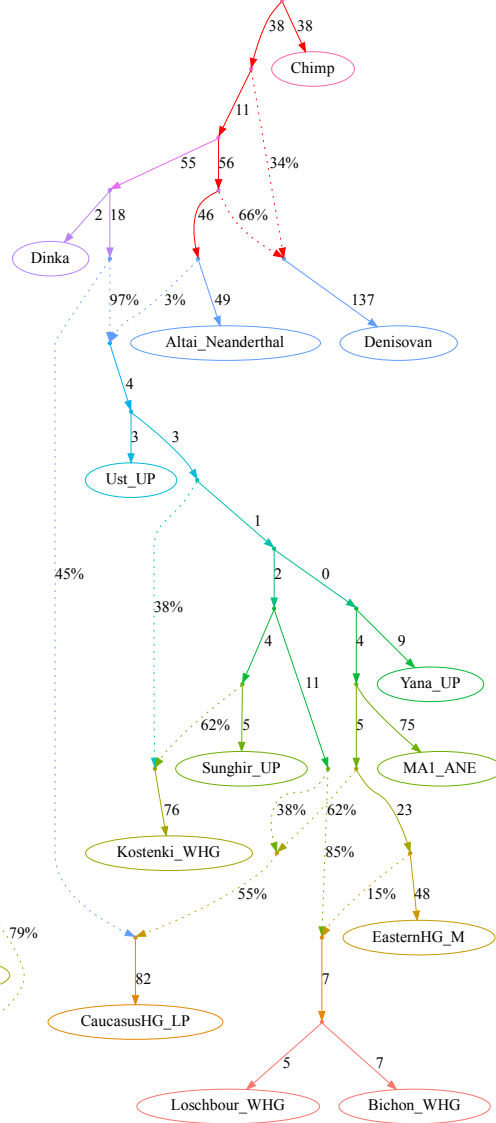 38 38
Chimp
11
34%
55 56
66%
2 18 46
Dinka
97% 3% 49 137
Altai_Neanderthal Denisovan
4
3 3
Ust_UP
1
45% 2 0
38%
4 11 4 9
Yana_UP
62% 5 5 75
Sunghir_UP MA1_ANE
76 38% 62% 23
79% Kostenki_WHG 85%
55% 15% 48
EasternHG_M
82 7
CaucasusHG_LP
5 7
Loschbour_WHG Bichon_WHG